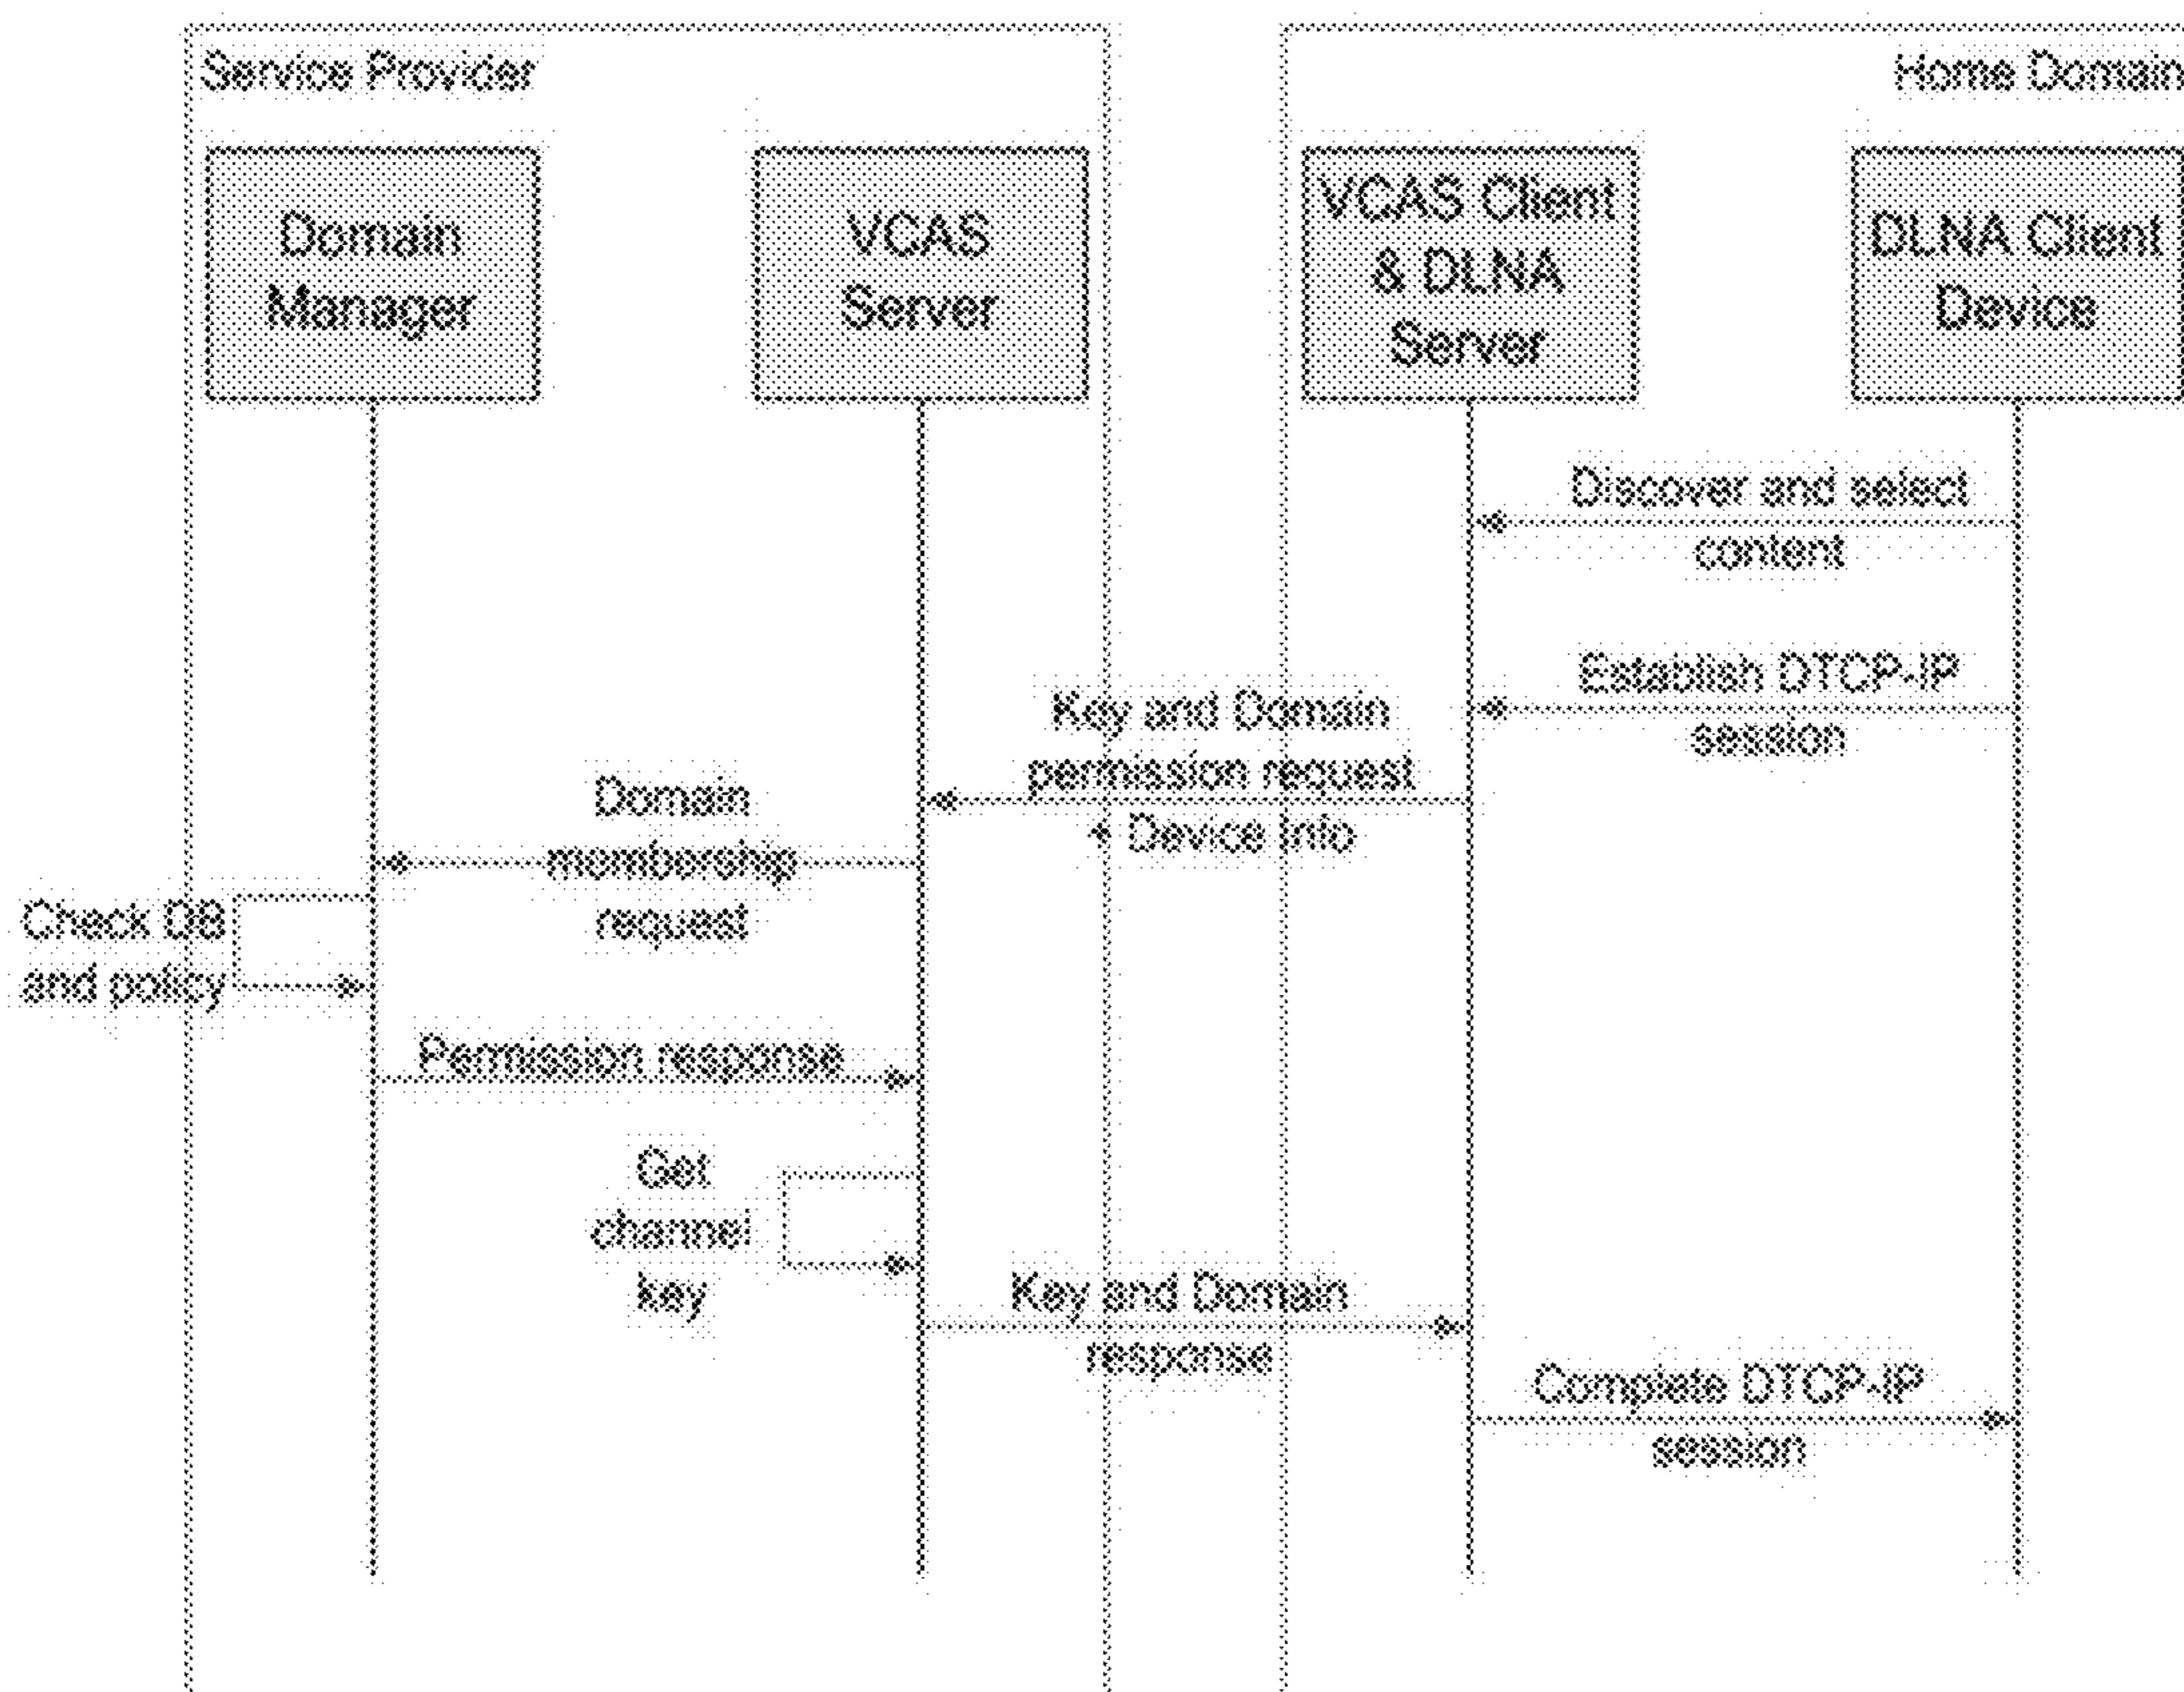 Service Provider
Home Domain
Domain
Manager
VCAS
Server
VCAS Client
& DLNA
Server
DLNA Client
Device
Discover and select
content
Establish DTCP-IP
session
Key and Domain
permission request
+ Device Info
Domain
membership
request
Check DB
and policy
Permission response
Get
channel
key
Key and Domain
response
Complete DTCP-IP
session